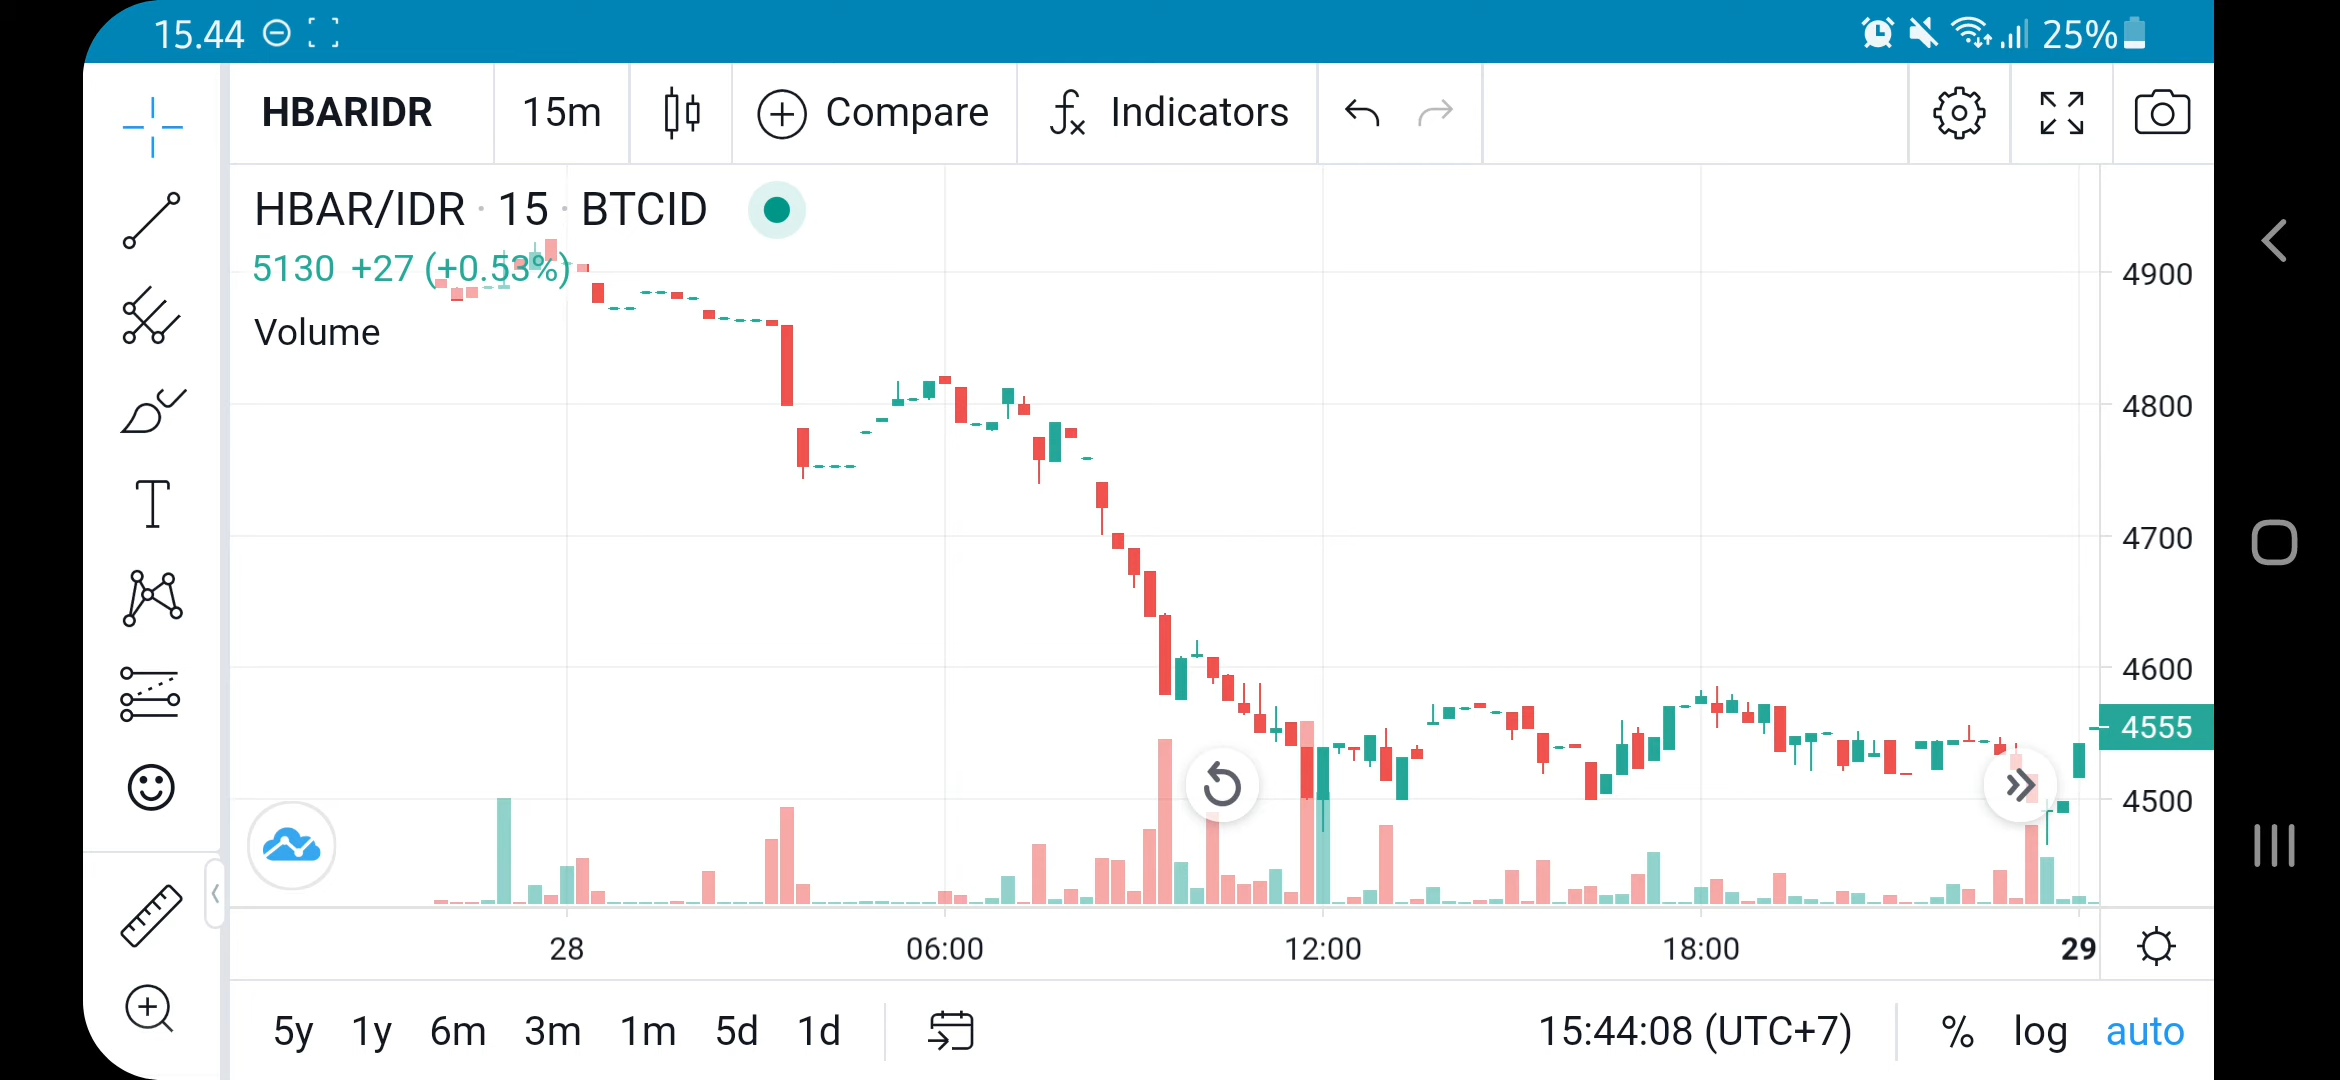 15.44
25%
HBARIDR 15m Compare fx Indicators
HBAR/IDR · 15 · BTCID
5130 +27 (+0.53%)
Volume
4900
4800
4700
4600
4555
4500
28 06:00 12:00 18:00 29
5y 1y 6m 3m 1m 5d 1d 15:44:08 (UTC+7) % log auto